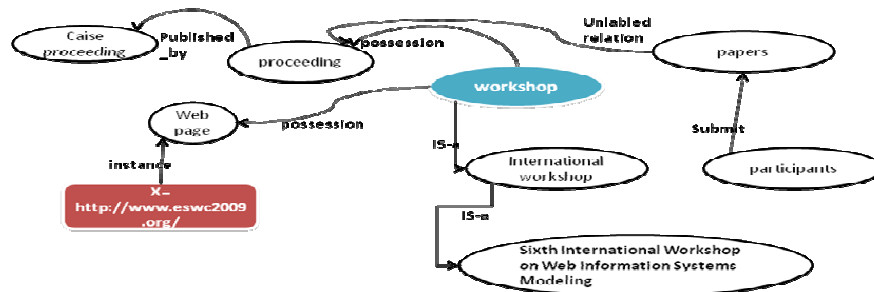 Caise
proceeding
Published
_by
proceeding
possession
Unlabled
relation
papers
workshop
Web
page
possession
Submit
instance
IS-a
International
workshop
participants
X_
http://www.eswc2009
.org/
IS-a
Sixth International Workshop
on Web Information Systems
Modeling